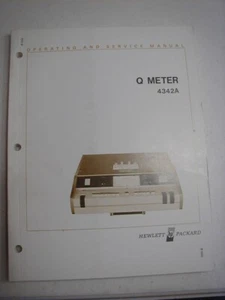 OPERATING AND SERVICE MANUAL
Q METER
4342A
HEWLETT PACKARD